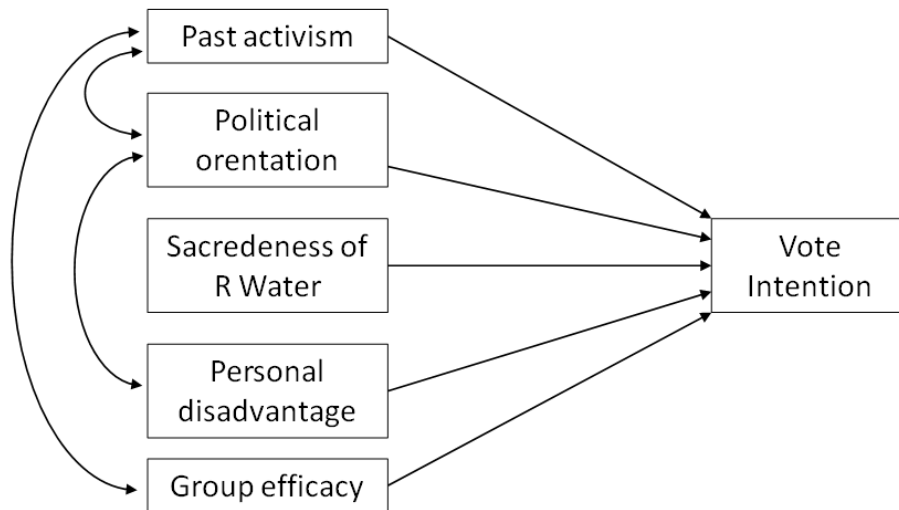 Past activism
Political
orentation
Sacredeness of
R Water
Personal
disadvantage
Group efficacy
Vote
Intention